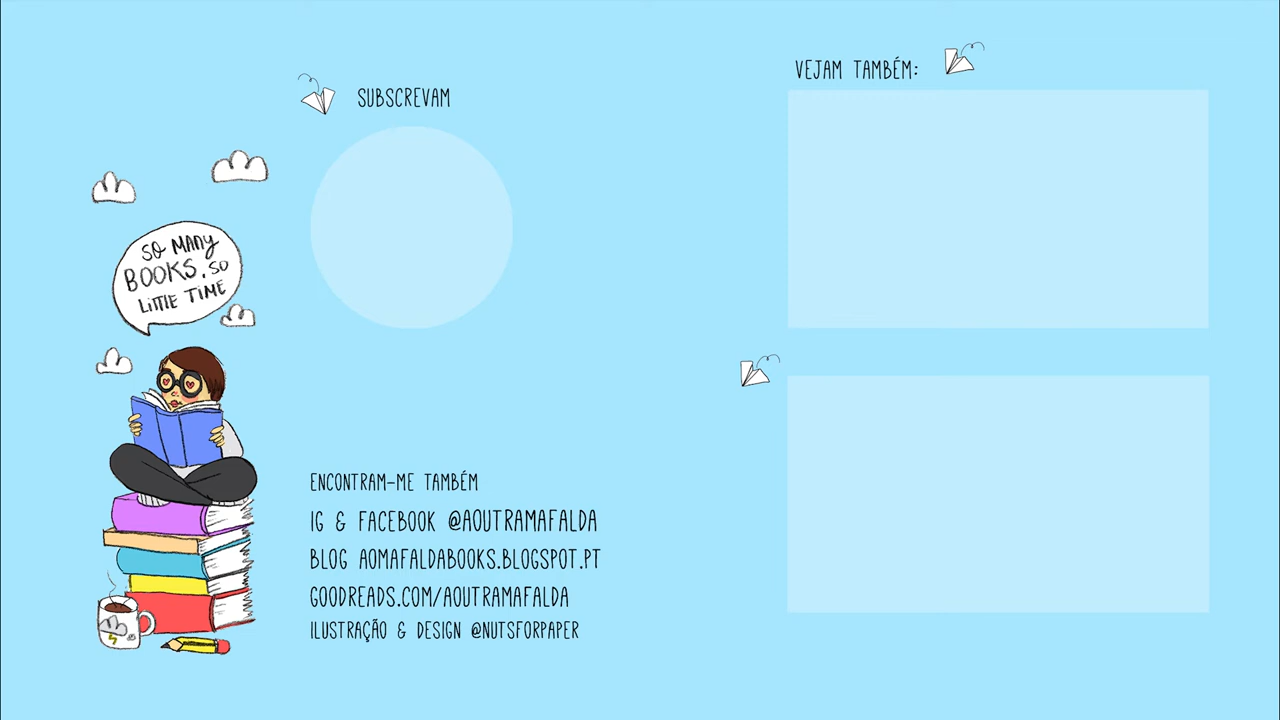 SUBSCREVAM
VEJAM TAMBÉM:
SO MANY
BOOKS, SO
LITTLE TIME
ENCONTRAM-ME TAMBÉM
IG & FACEBOOK @AOUTRAMAFALDA
BLOG AOMAFALDABOOKS.BLOGSPOT.PT
GOODREADS.COM/AOUTRAMAFALDA
ILUSTRAÇÃO & DESIGN @NUTSFORPAPER